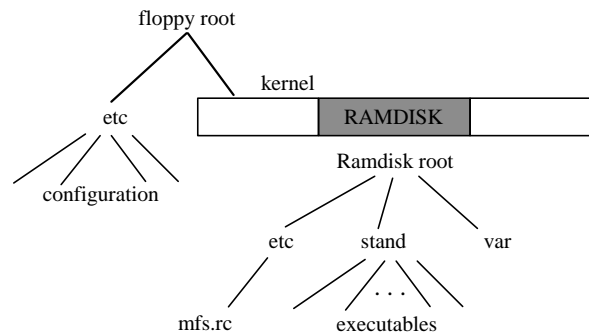 floppy root
kernel
etc
RAMDISK
Ramdisk root
configuration
etc
stand
var
. . .
mfs.rc
executables